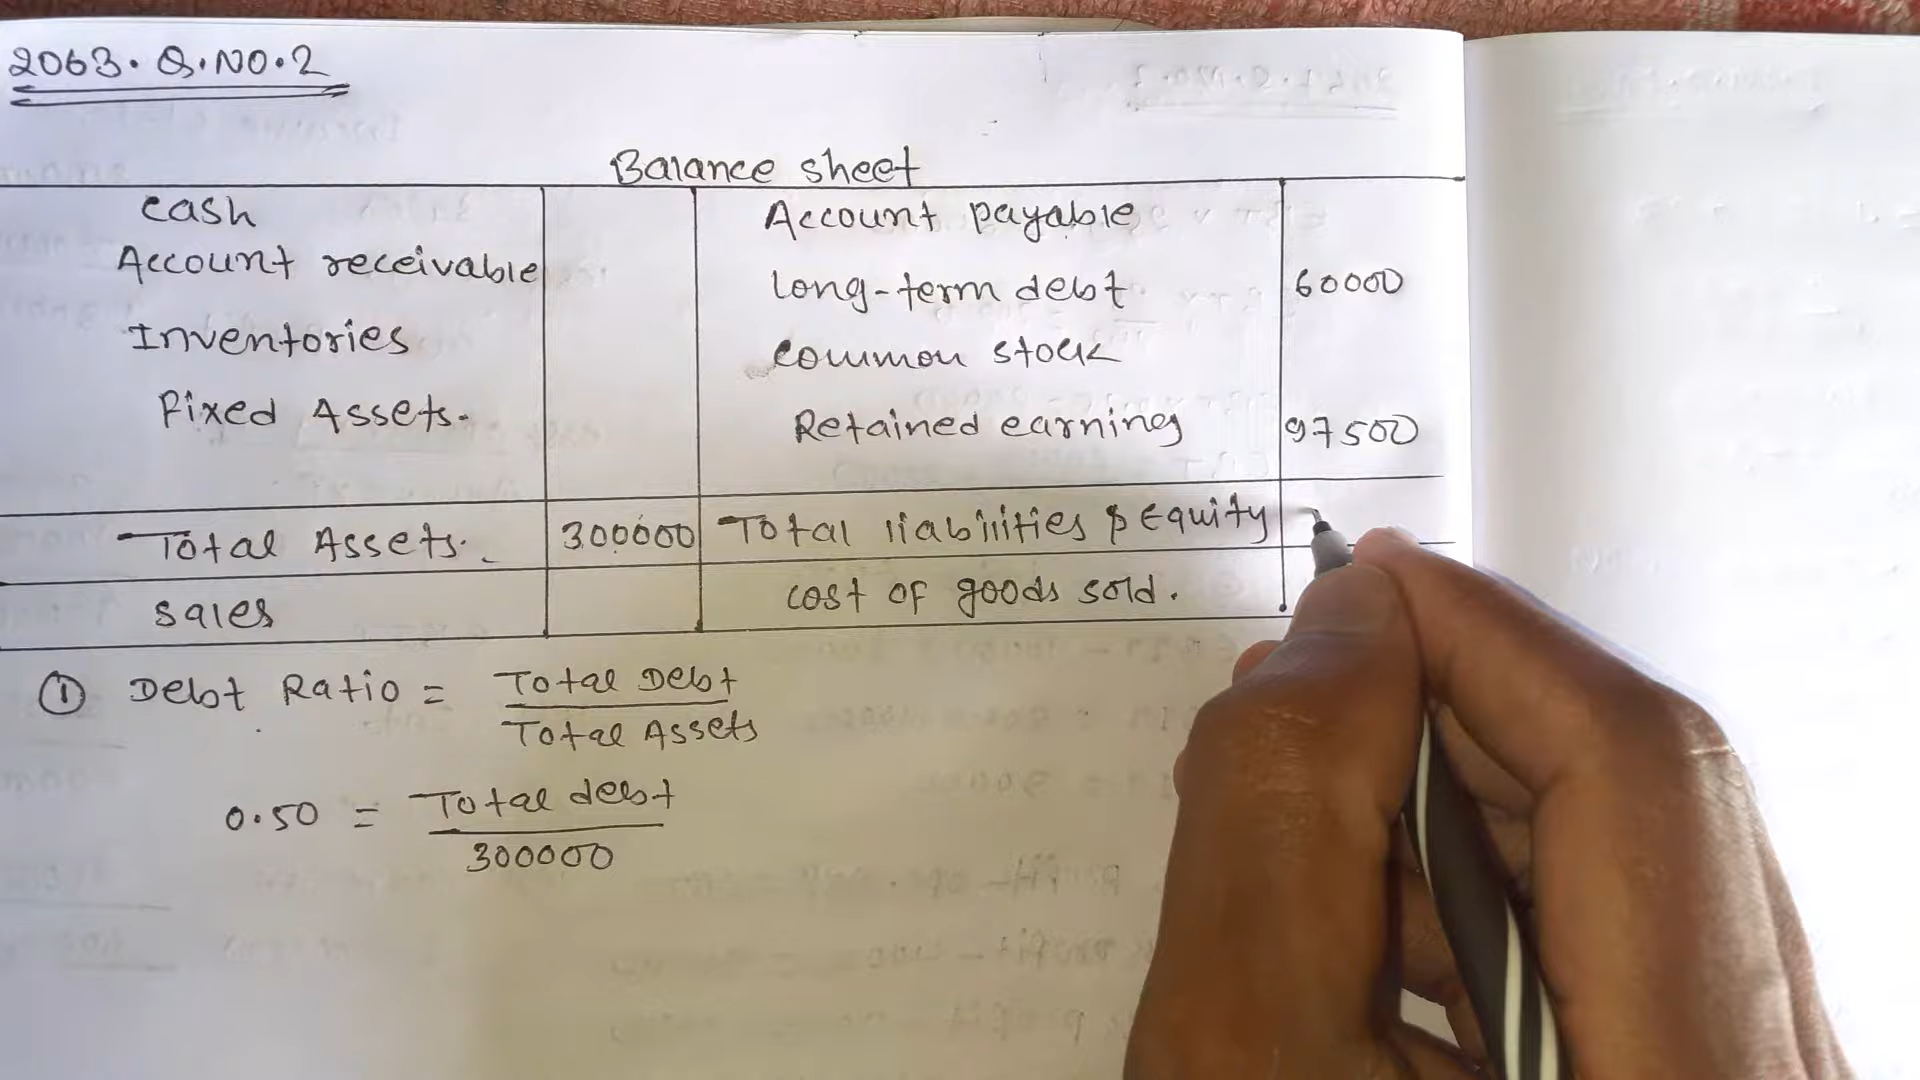 2063. Q.NO.2
Balance sheet
cash
Account payable
Account receivable
long-term debt 60000
Inventories
common stock
Fixed Assets.
Retained earning 97500
Total Assets. 300000 Total liabilities & Equity
sales
cost of goods sold.
① Debt Ratio = Total Debt
Total Assets
0.50 = Total debt
300000